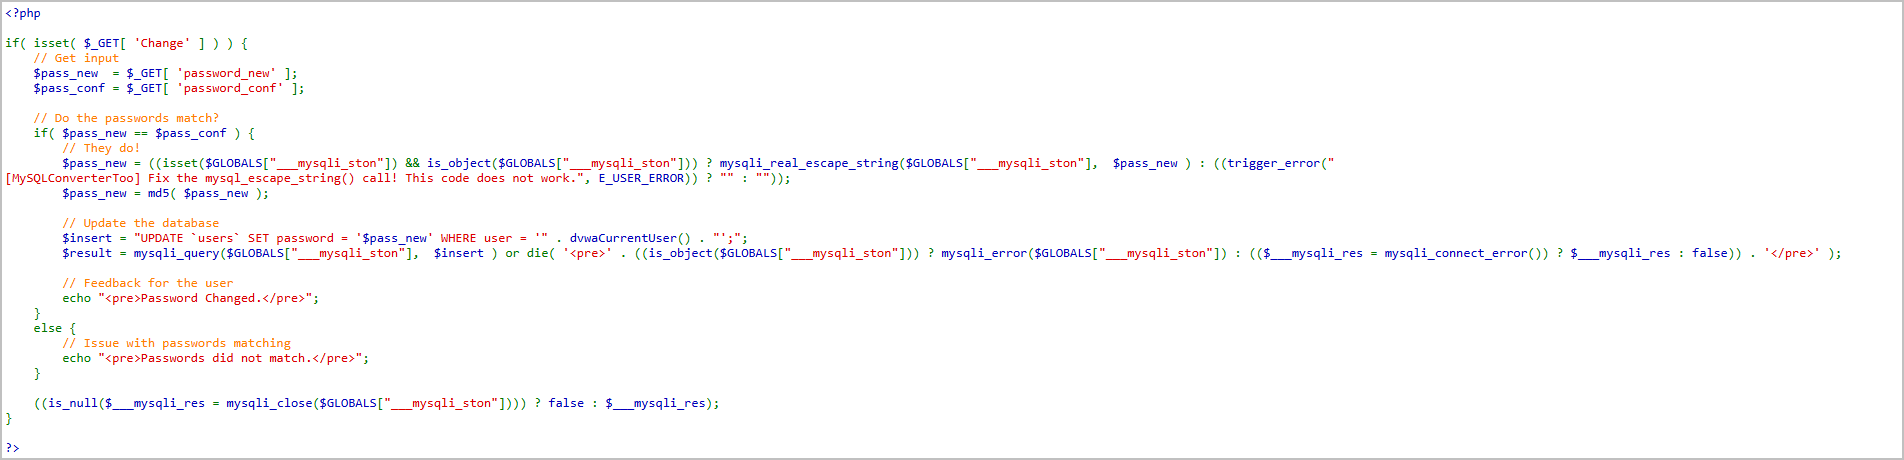 <?php

if( isset( $_GET[ 'Change' ] ) ) {
    // Get input
    $pass_new  = $_GET[ 'password_new' ];
    $pass_conf = $_GET[ 'password_conf' ];

    // Do the passwords match?
    if( $pass_new == $pass_conf ) {
        // They do!
        $pass_new = ((isset($GLOBALS["___mysqli_ston"]) && is_object($GLOBALS["___mysqli_ston"])) ? mysqli_real_escape_string($GLOBALS["___mysqli_ston"],  $pass_new ) : ((trigger_error("
[MySQLConverterToo] Fix the mysql_escape_string() call! This code does not work.", E_USER_ERROR)) ? "" : ""));
        $pass_new = md5( $pass_new );

        // Update the database
        $insert = "UPDATE `users` SET password = '$pass_new' WHERE user = '" . dvwaCurrentUser() . "';";
        $result = mysqli_query($GLOBALS["___mysqli_ston"],  $insert ) or die( '<pre>' . ((is_object($GLOBALS["___mysqli_ston"])) ? mysqli_error($GLOBALS["___mysqli_ston"]) : (($___mysqli_res = mysqli_connect_error()) ? $___mysqli_res : false)) . '</pre>' );

        // Feedback for the user
        echo "<pre>Password Changed.</pre>";
    }
    else {
        // Issue with passwords matching
        echo "<pre>Passwords did not match.</pre>";
    }

    ((is_null($___mysqli_res = mysqli_close($GLOBALS["___mysqli_ston"]))) ? false : $___mysqli_res);
}

?>